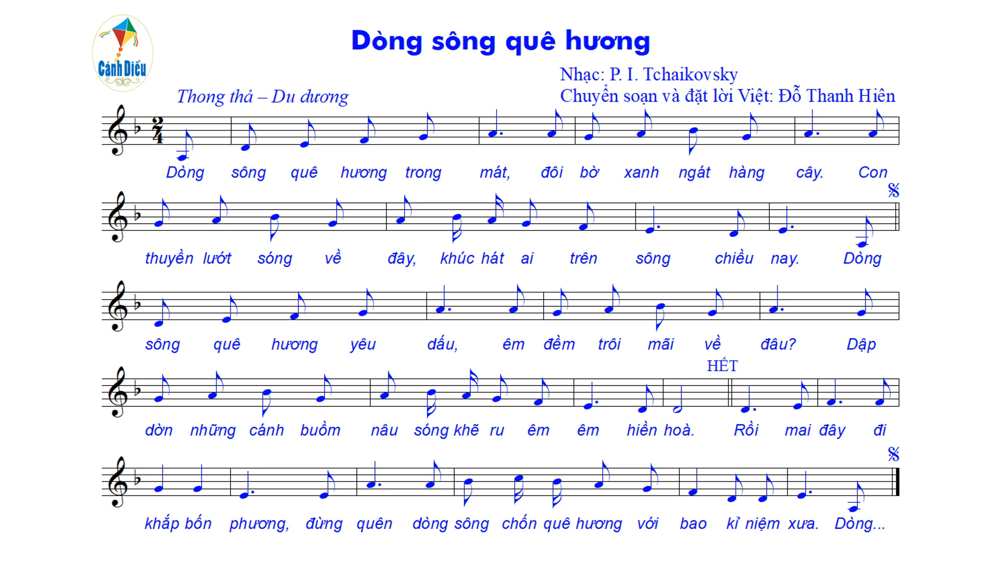 Cánh Diều
Dòng sông quê hương
Nhạc: P. I. Tchaikovsky
Thong thả – Du dương
Chuyển soạn và đặt lời Việt: Đỗ Thanh Hiên
2
4
Dòng sông quê hương trong mát, đôi bờ xanh ngát hàng cây. Con
thuyền lướt sóng về đây, khúc hát ai trên sông chiều nay. Dòng
sông quê hương yêu dấu, êm đềm trôi mãi về đâu? Dập
HẾT
dờn những cánh buồm nâu sóng khẽ ru êm êm hiền hoà. Rồi mai đây đi
khắp bốn phương, đừng quên dòng sông chốn quê hương với bao kỉ niệm xưa. Dòng...